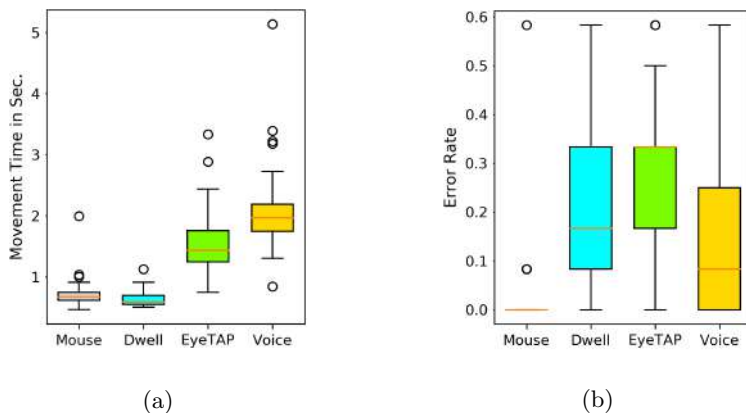 Movement Time in Sec.
5
4
3
2
1
Mouse Dwell EyeTAP Voice
(a)
Error Rate
0.6
0.5
0.4
0.3
0.2
0.1
0.0
Mouse Dwell EyeTAP Voice
(b)